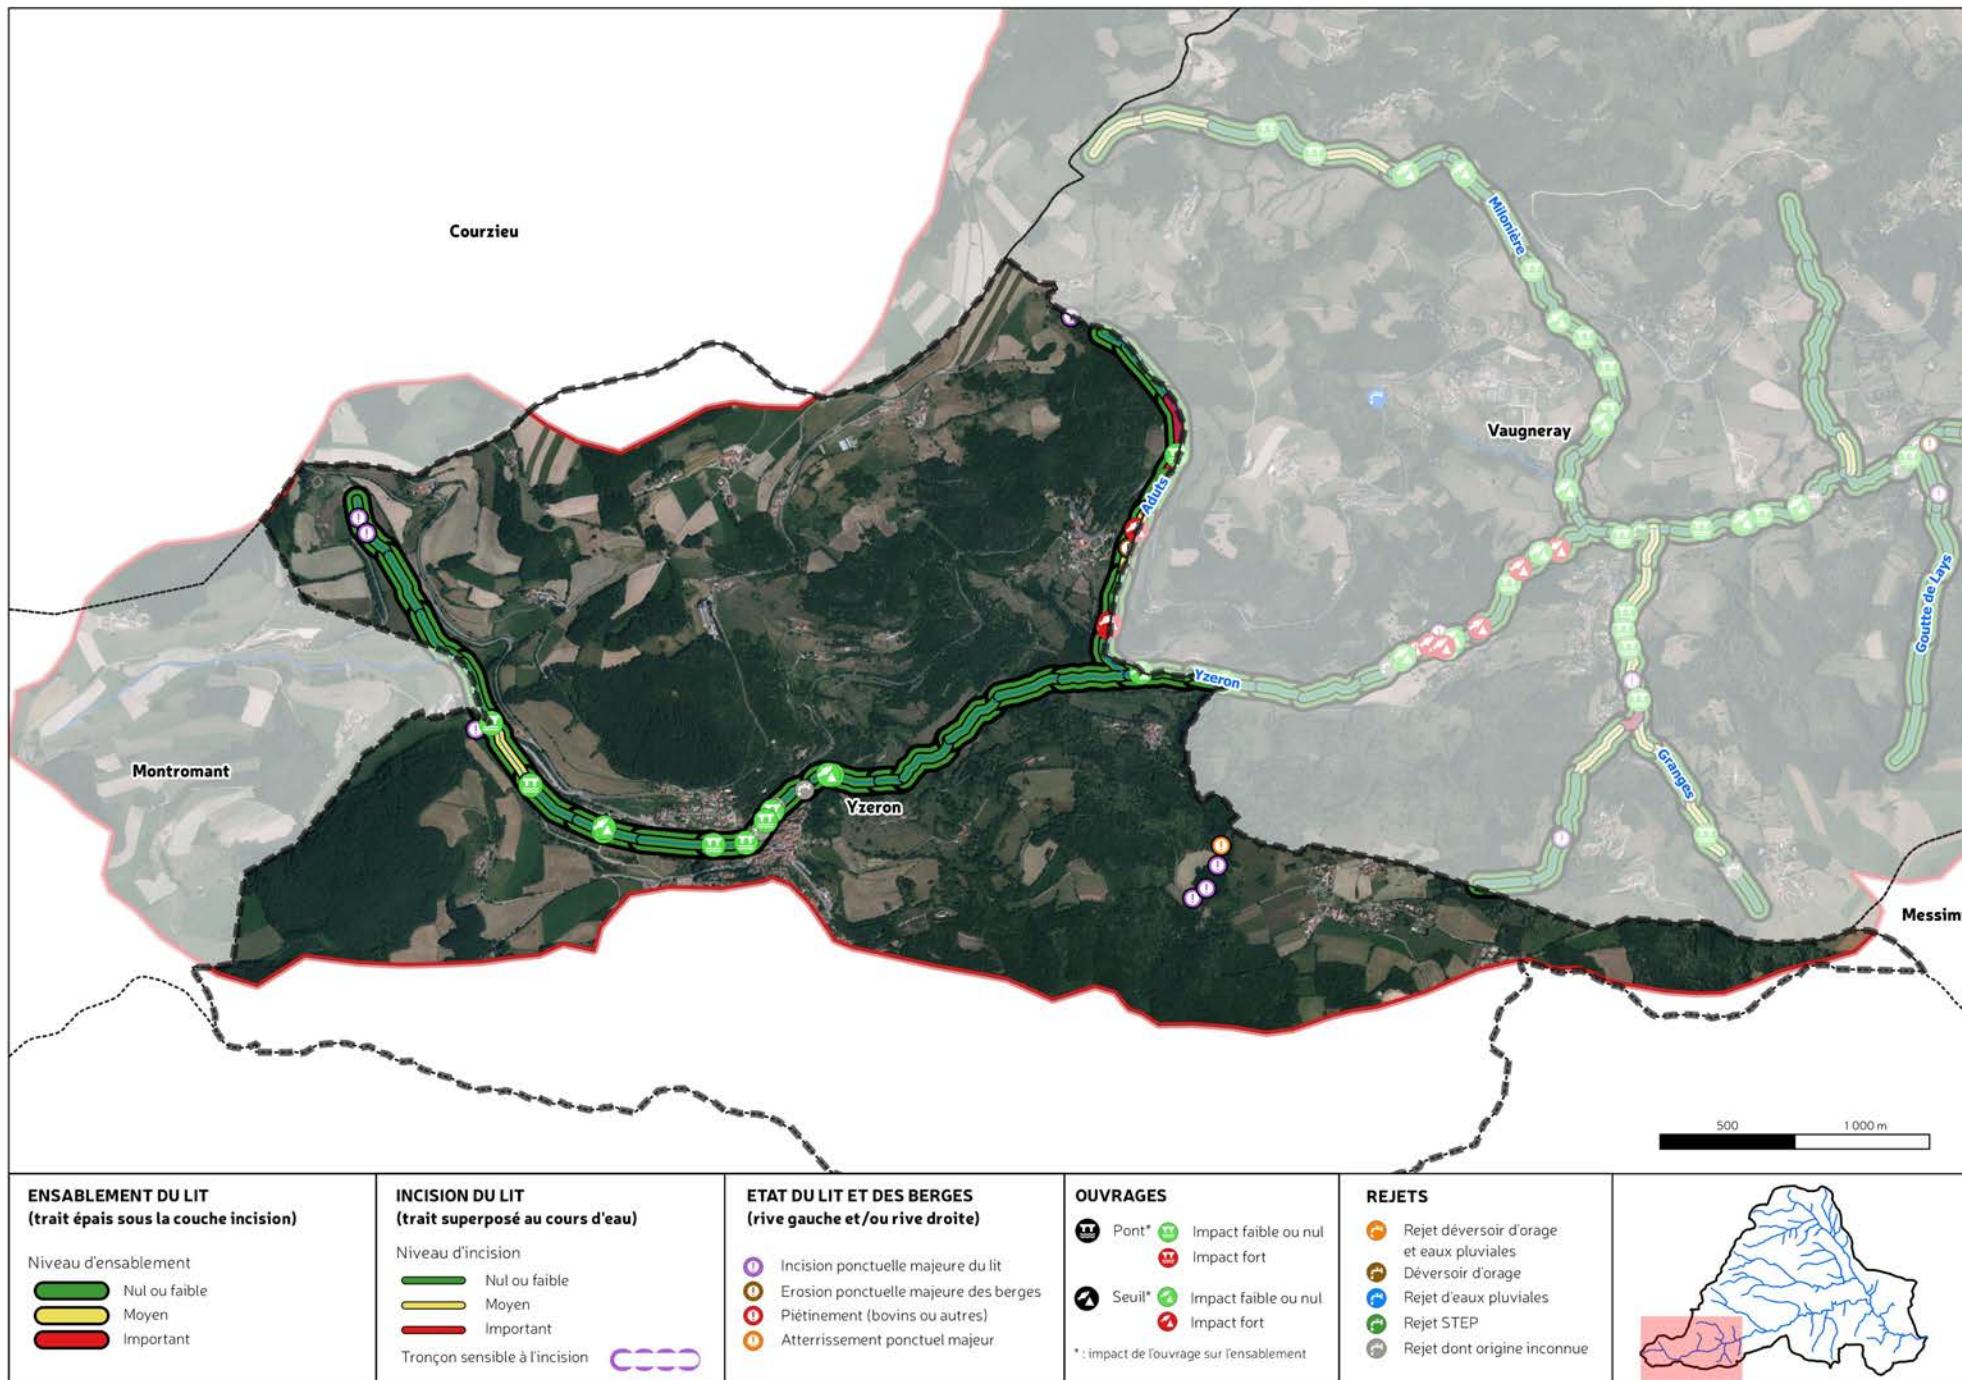 Courzieu
Milonière
Vaugneray
Aduts
Goutte de Lays
Yzeron
Montromant
Granges
Yzeron
Messim
500
1 000 m
ENSABLEMENT DU LIT
(trait épais sous la couche incision)
Niveau d'ensablement
Nul ou faible
Moyen
Important
INCISION DU LIT
(trait superposé au cours d'eau)
Niveau d'incision
Nul ou faible
Moyen
Important
Tronçon sensible à l'incision
ETAT DU LIT ET DES BERGES
(rive gauche et/ou rive droite)
Incision ponctuelle majeure du lit
Erosion ponctuelle majeure des berges
Piétinement (bovins ou autres)
Atterrissement ponctuel majeur
OUVRAGES
Pont*
Impact faible ou nul
Impact fort
Seuil*
Impact faible ou nul
Impact fort
* : impact de l'ouvrage sur l'ensablement
REJETS
Rejet déversoir d'orage
et eaux pluviales
Déversoir d'orage
Rejet d'eaux pluviales
Rejet STEP
Rejet dont origine inconnue